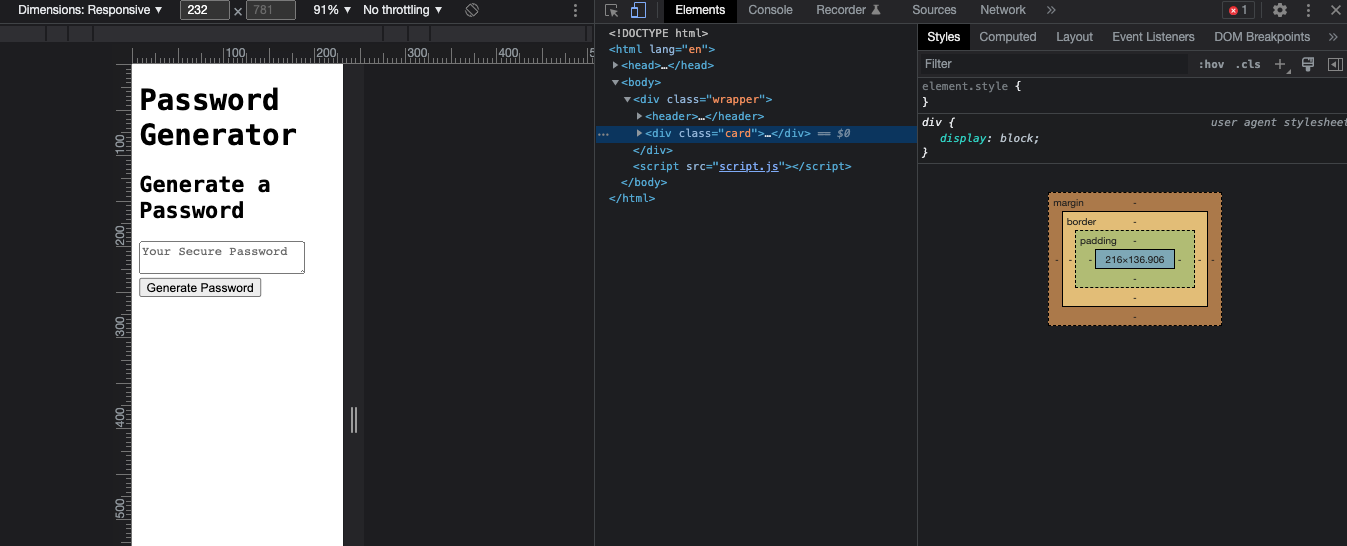 Dimensions: Responsive ▼ 232 × 781 91% ▼ No throttling ▼
Elements Console Recorder Sources Network » 1
100 200 300 400 5
100
200
300
400
500
Password
Generator
Generate a
Password
Your Secure Password
Generate Password
<!DOCTYPE html>
<html lang="en">
<head>…</head>
<body>
<div class="wrapper">
<header>…</header>
<div class="card">…</div> == $0
</div>
<script src="script.js"></script>
</body>
</html>
Styles Computed Layout Event Listeners DOM Breakpoints »
Filter :hov .cls +
element.style {
}
div { user agent stylesheet
display: block;
}
margin -
border -
padding -
- - - 216×136.906 - - -
-
-
-